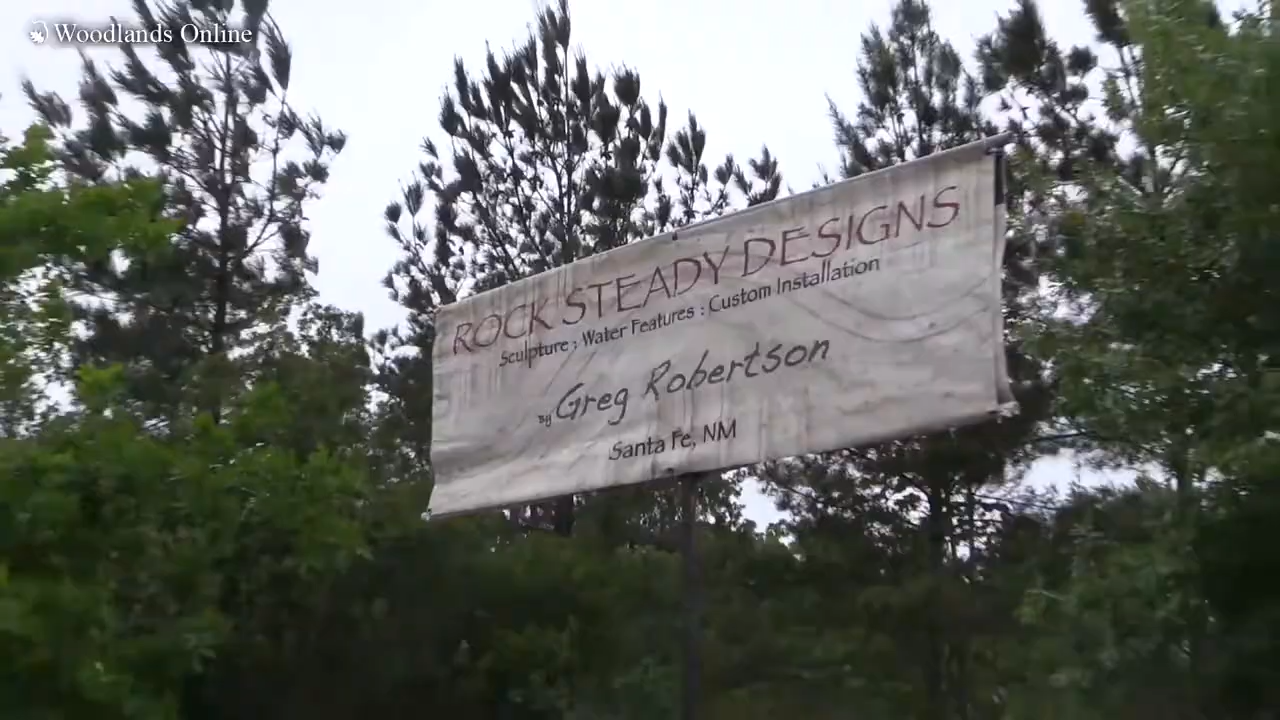 Woodlands Online
ROCK STEADY DESIGNS
Sculpture : Water Features : Custom Installation
By Greg Robertson
Santa Fe, NM